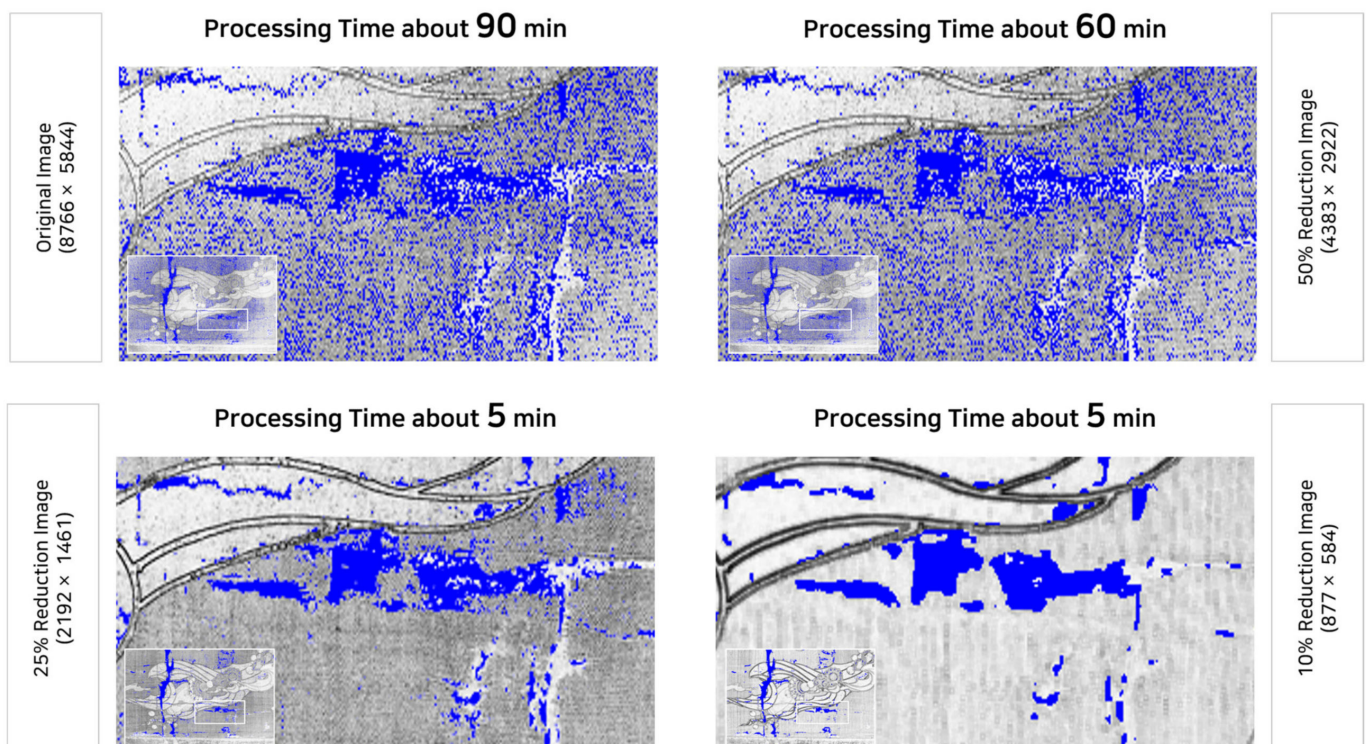 Processing Time about 90 min
Processing Time about 60 min
Original Image
(8766 × 5844)
50% Reduction Image
(4383 × 2922)
Processing Time about 5 min
Processing Time about 5 min
25% Reduction Image
(2192 × 1461)
10% Reduction Image
(877 × 584)